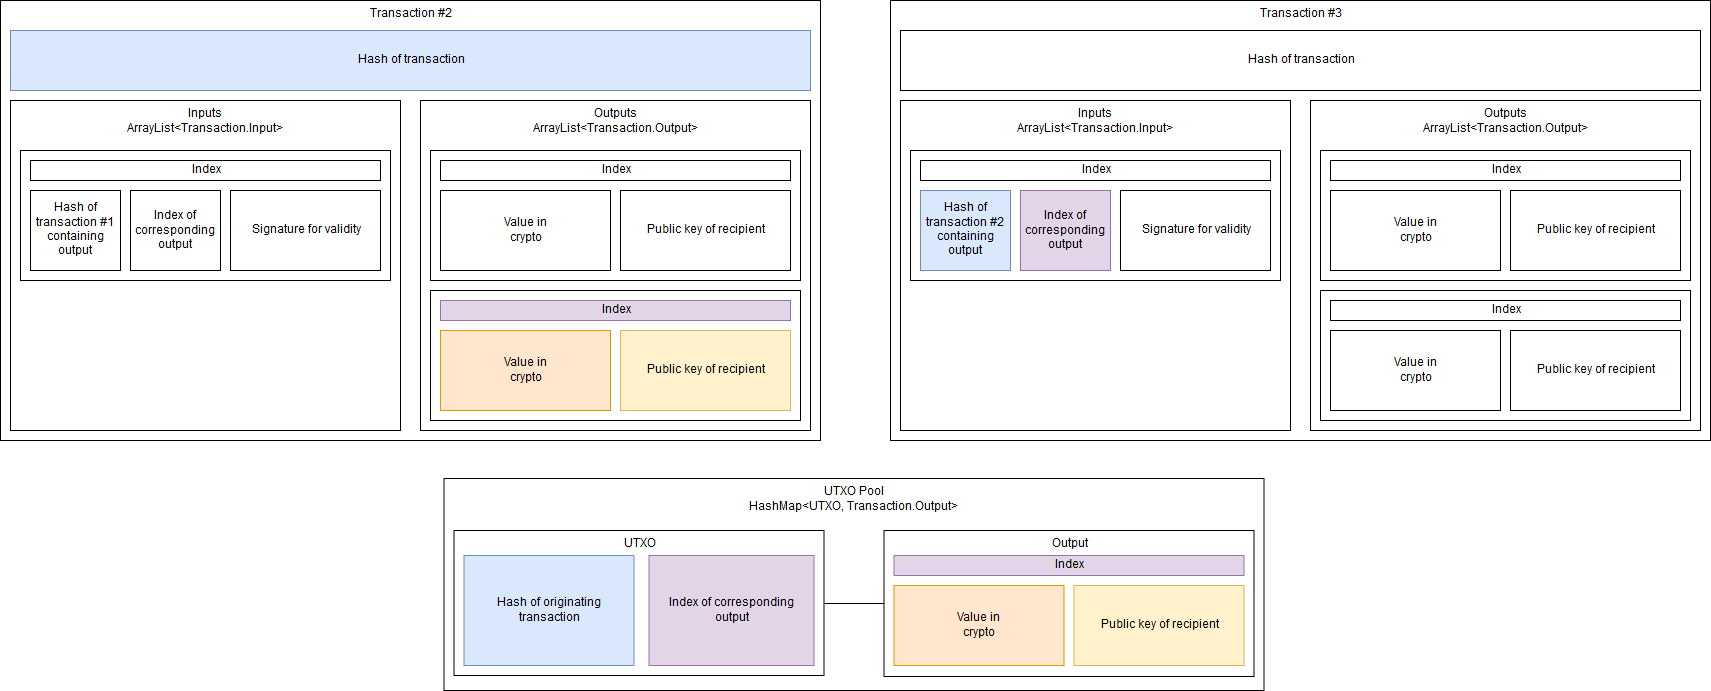 Transaction #2
Hash of transaction
Inputs
ArrayList<Transaction.Input>
Index
Hash of
transaction #1
containing
output
Index of
corresponding
output
Signature for validity
Outputs
ArrayList<Transaction.Output>
Index
Value in
crypto
Public key of recipient
Index
Value in
crypto
Public key of recipient
Transaction #3
Hash of transaction
Inputs
ArrayList<Transaction.Input>
Index
Hash of
transaction #2
containing
output
Index of
corresponding
output
Signature for validity
Outputs
ArrayList<Transaction.Output>
Index
Value in
crypto
Public key of recipient
Index
Value in
crypto
Public key of recipient
UTXO Pool
HashMap<UTXO, Transaction.Output>
UTXO
Hash of originating
transaction
Index of corresponding
output
Output
Index
Value in
crypto
Public key of recipient